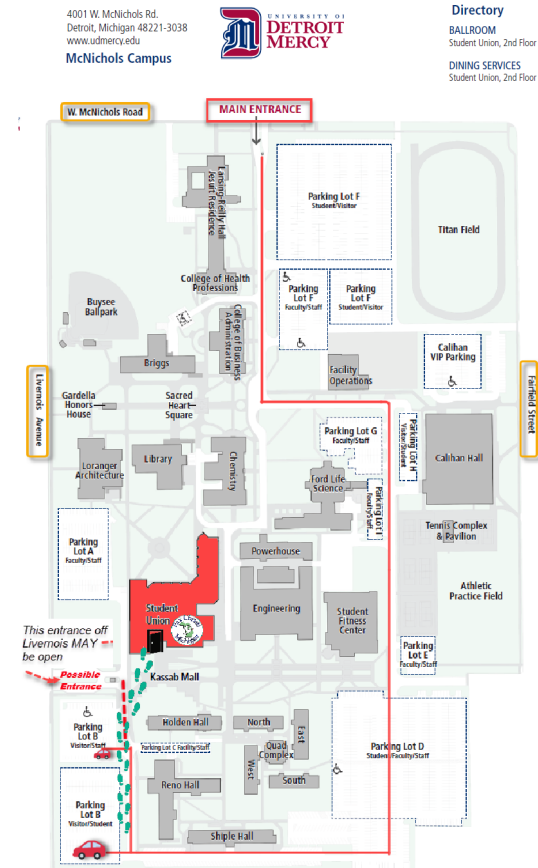 4001 W. McNichols Rd.
Detroit, Michigan 48221-3038
www.udmercy.edu
McNichols Campus
UNIVERSITY OF
DETROIT
MERCY
Directory
BALLROOM
Student Union, 2nd Floor
DINING SERVICES
Student Union, 2nd Floor
W. McNichols Road
MAIN ENTRANCE
Lansing-Reilly Hall
Jesuit Residence
Parking Lot F
Student/Visitor
Titan Field
College of Health
Professions
Parking
Lot F
Faculty/Staff
Parking
Lot F
Student/Visitor
Buysee
Ballpark
College of Business
Administration
Calihan
VIP Parking
Briggs
Facility
Operations
Livernois Avenue
Fairfield Street
Gardella
Honors
House
Sacred
Heart
Square
Parking Lot G
Faculty/Staff
Parking Lot H
Visitor/Student
Loranger
Architecture
Library
Chemistry
Calihan Hall
Ford Life
Science
Parking Lot I
Faculty/Staff
Parking
Lot A
Faculty/Staff
Tennis Complex
& Pavilion
Powerhouse
Athletic
Practice Field
Student
Union
Engineering
Student
Fitness
Center
This entrance off
Livernois MAY
be open
Parking
Lot E
Faculty/Staff
Possible
Entrance
Kassab Mall
Parking
Lot B
Visitor/Staff
Holden Hall
North
East
Parking Lot C Faculty/Staff
Quad
Complex
Parking Lot D
Student/Faculty/Staff
West
South
Reno Hall
Parking
Lot B
Visitor/Student
Shiple Hall